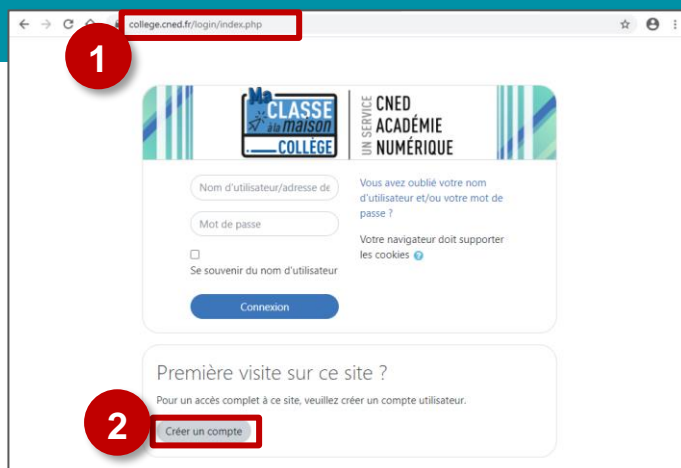 college.cned.fr/login/index.php
1
Ma
CLASSE
à la maison
COLLÈGE
UN SERVICE
CNED
ACADÉMIE
NUMÉRIQUE
Nom d'utilisateur/adresse de
Mot de passe
Se souvenir du nom d'utilisateur
Connexion
Vous avez oublié votre nom
d'utilisateur et/ou votre mot de
passe ?
Votre navigateur doit supporter
les cookies ?
Première visite sur ce site ?
Pour un accès complet à ce site, veuillez créer un compte utilisateur.
2
Créer un compte